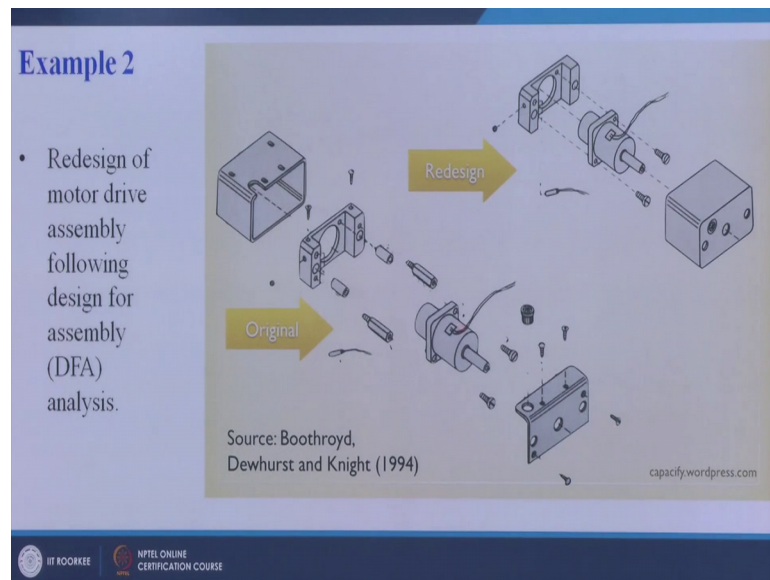 Example 2
• Redesign of
motor drive
assembly
following
design for
assembly
(DFA)
analysis.
Redesign
Original
Source: Boothroyd,
Dewhurst and Knight (1994)
capacify.wordpress.com
IIT ROORKEE
NPTEL ONLINE
CERTIFICATION COURSE